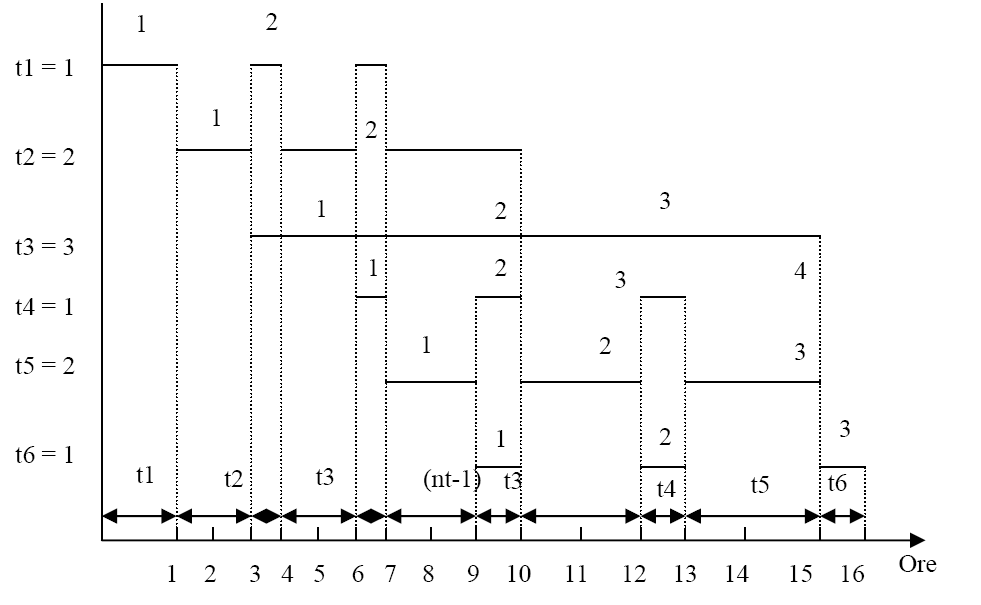 1 2
t1 = 1
1 2
t2 = 2
1 2 3
t3 = 3
1 2 3 4
t4 = 1
1 2 3
t5 = 2
1 2 3
t6 = 1
t1 t2 t3 (nt-1) t3 t4 t5 t6
1 2 3 4 5 6 7 8 9 10 11 12 13 14 15 16
Ore